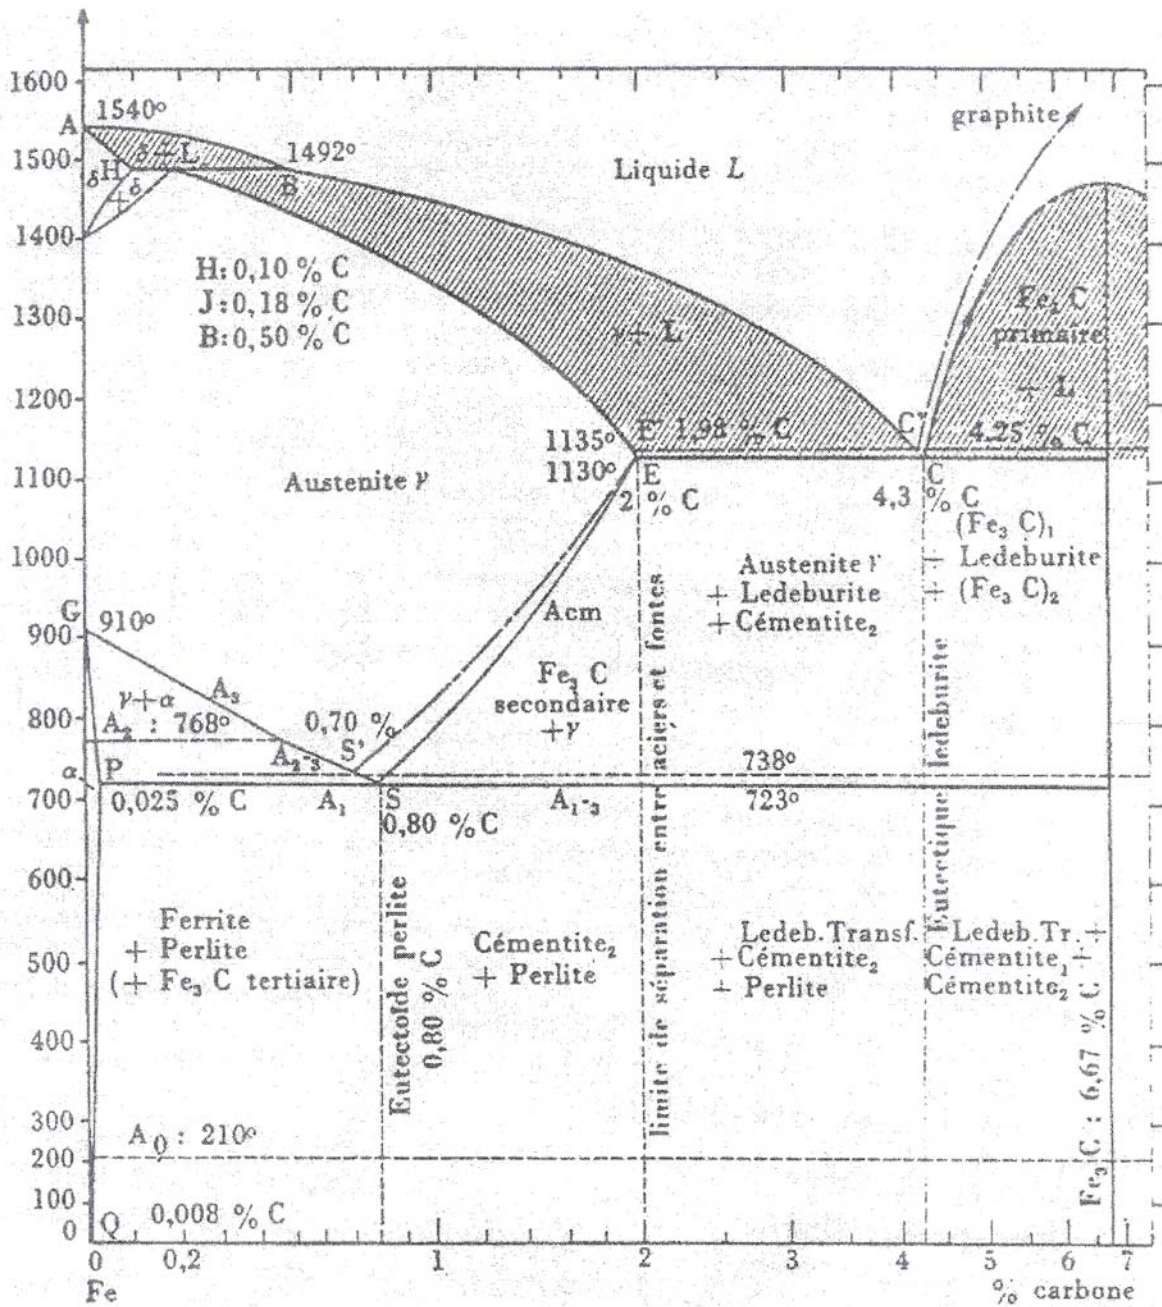 1600
1540°
A
graphite
1500
δ + L
1492°
Liquide L
δ
H
B
+ δ
1400
H: 0,10 % C
J: 0,18 % C
B: 0,50 % C
1300
γ + L
Fe₃ C
primaire
+ L
1200
1135°
E' 1,98 % C
C'
4,25 % C
1130°
E
C
1100
Austenite γ
2 % C
4,3 % C
(Fe₃ C)₁
+ Ledeburite
+ (Fe₃ C)₂
1000
Austenite γ
+ Ledeburite
+ Cémentite₂
Acm
G
910°
900
A₃
Fe₃ C
secondaire
+γ
γ+α
800
A₂ : 768°
0,70 %
S'
A₂-₃
738°
α
P
700
0,025 % C
A₁
S
A₁-₃
723°
0,80 % C
600
Ferrite
+ Perlite
(+ Fe₃ C tertiaire)
Eutectoïde perlite
0,80 % C
Cémentite₂
+ Perlite
limite de séparation entre aciers et fontes
Ledeb.Transf.
+ Cémentite₂
+ Perlite
Eutectique ledeburite
Ledeb.Tr. +
Cémentite₁ +
Cémentite₂
Fe₃ C : 6,67 % C
500
400
300
A₀ : 210°
200
100
0,008 % C
0
Q
0
0,2
1
2
3
4
5
6
7
Fe
% carbone